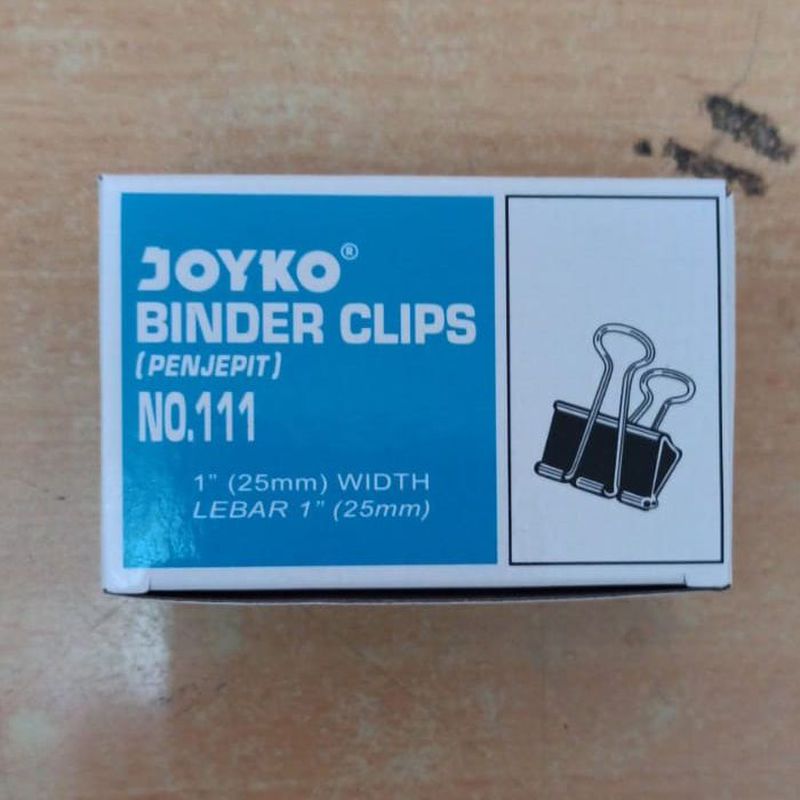 JOYKO®
BINDER CLIPS
(PENJEPIT)
NO.111
1" (25mm) WIDTH
LEBAR 1" (25mm)